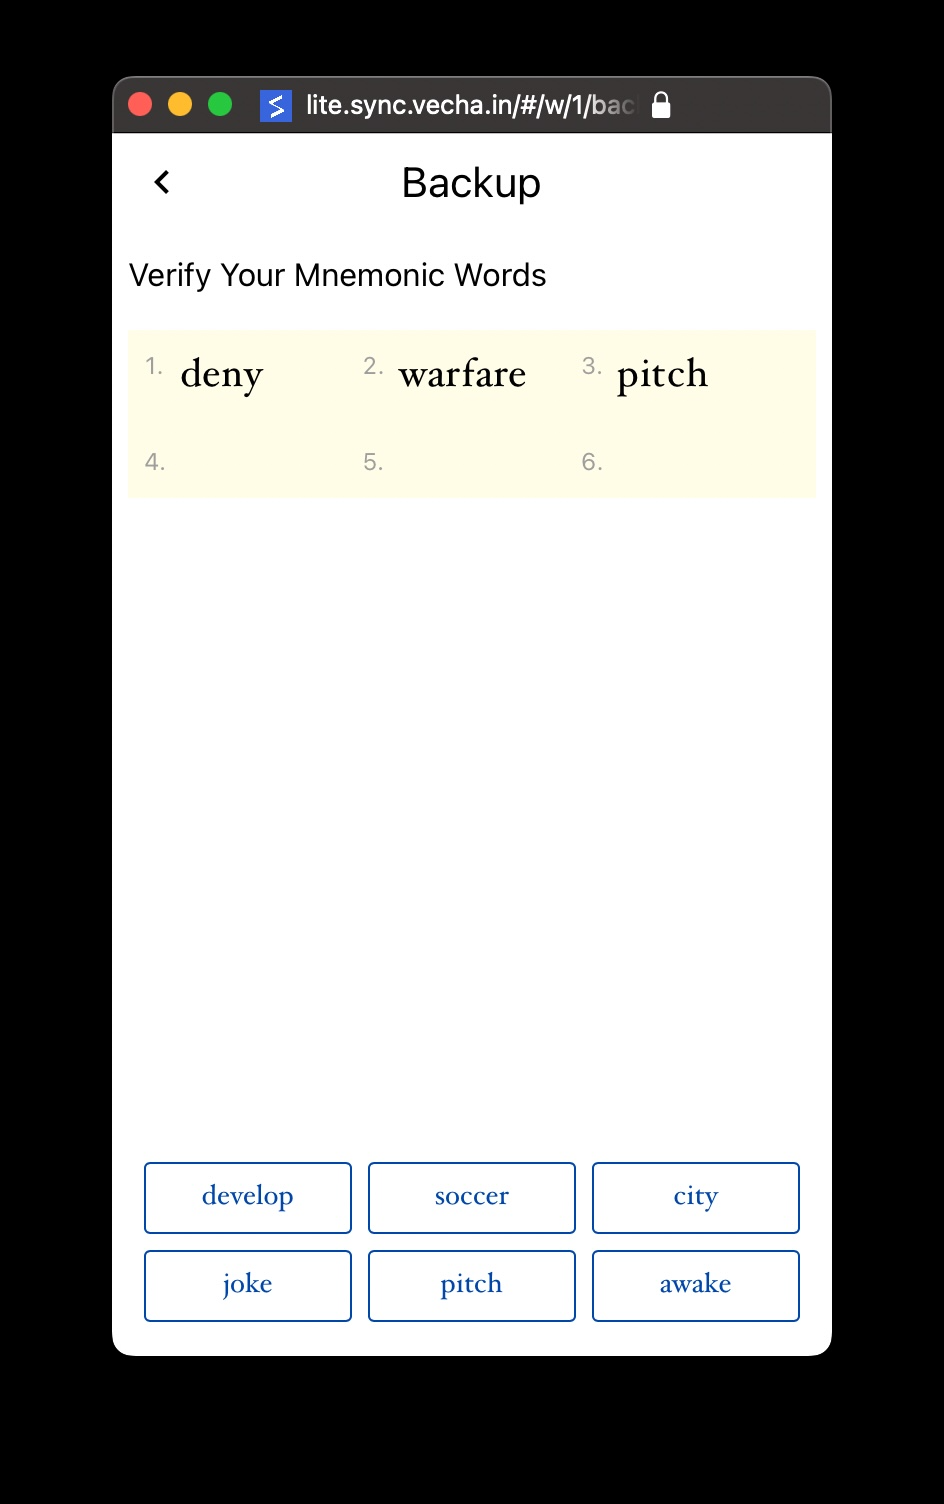 lite.sync.vecha.in/#/w/1/bac
Backup
Verify Your Mnemonic Words
1. deny 2. warfare 3. pitch
4. 5. 6.
develop soccer city
joke pitch awake